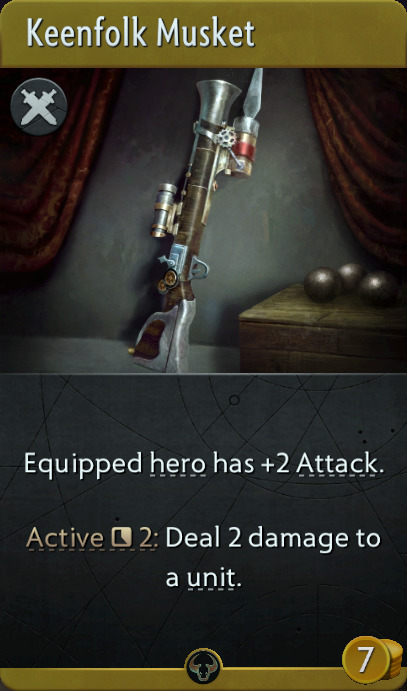 Keenfolk Musket
Equipped hero has +2 Attack.
Active 2: Deal 2 damage to
a unit.
7